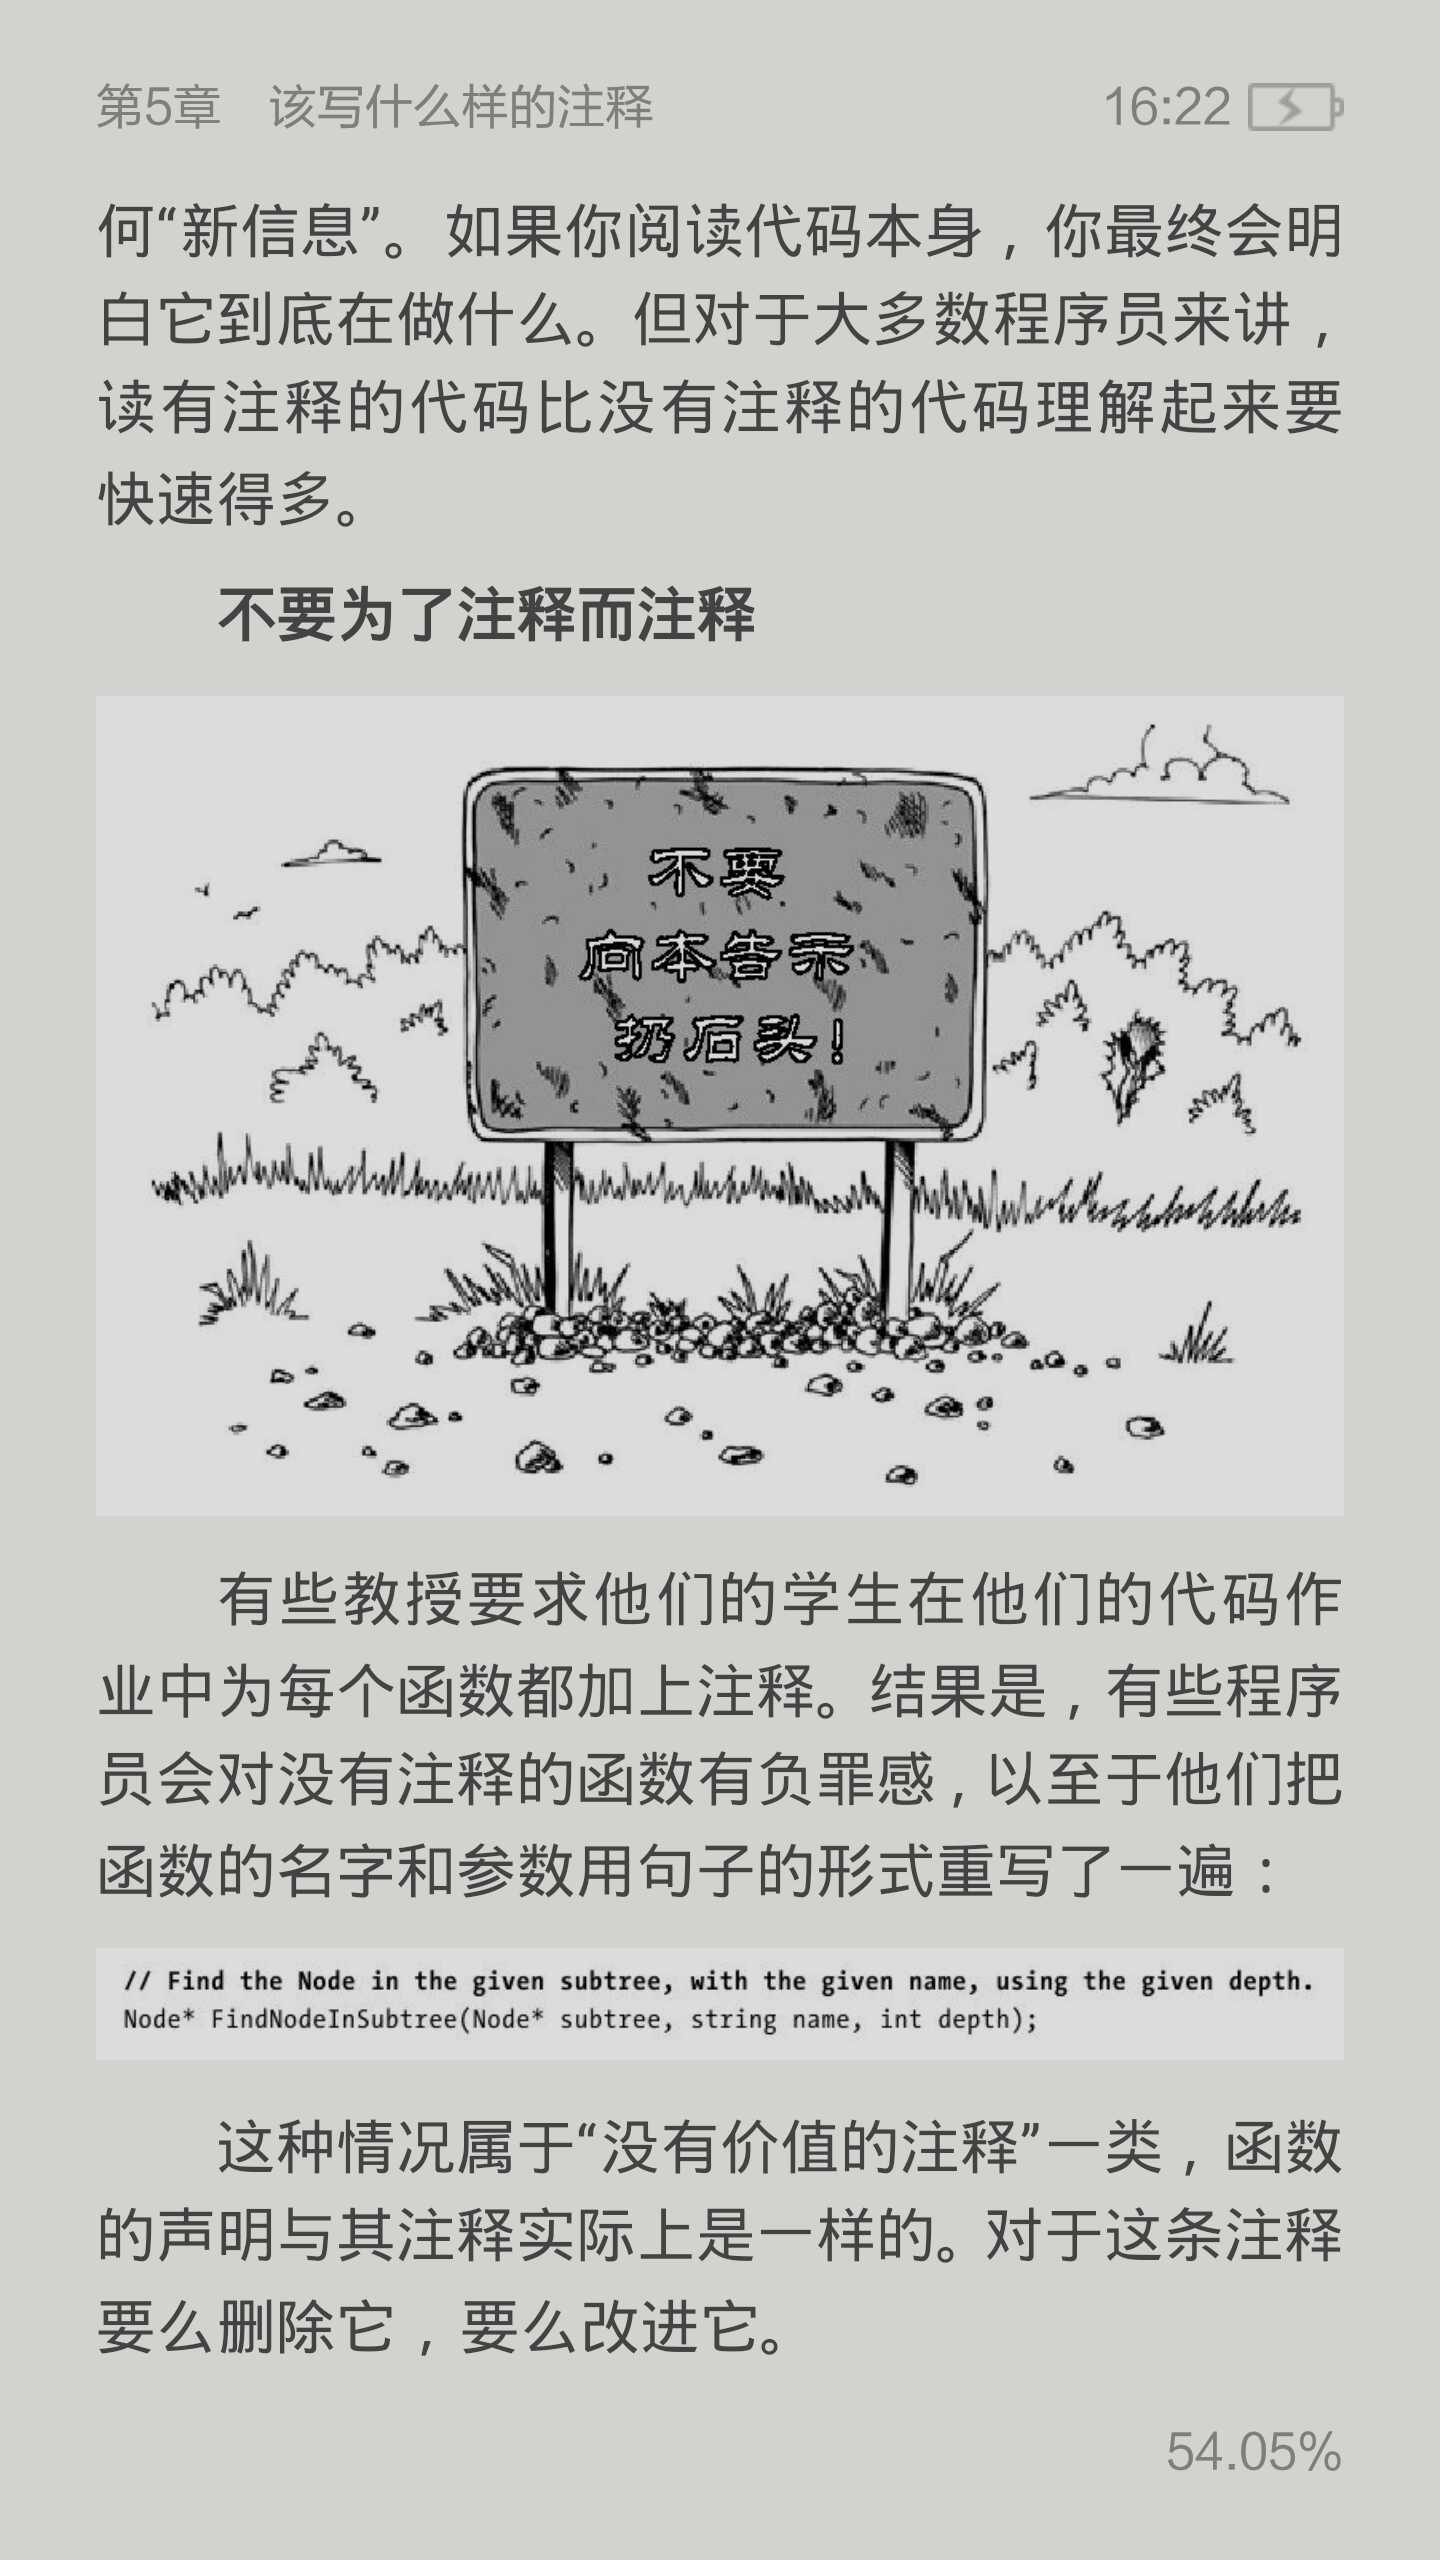 第5章　该写什么样的注释
16:22
何“新信息”。如果你阅读代码本身，你最终会明
白它到底在做什么。但对于大多数程序员来讲，
读有注释的代码比没有注释的代码理解起来要
快速得多。
不要为了注释而注释
不要
向本告示
扔石头！
有些教授要求他们的学生在他们的代码作
业中为每个函数都加上注释。结果是，有些程序
员会对没有注释的函数有负罪感，以至于他们把
函数的名字和参数用句子的形式重写了一遍：
// Find the Node in the given subtree, with the given name, using the given depth.
Node* FindNodeInSubtree(Node* subtree, string name, int depth);
这种情况属于“没有价值的注释”一类，函数
的声明与其注释实际上是一样的。对于这条注释
要么删除它，要么改进它。
54.05%